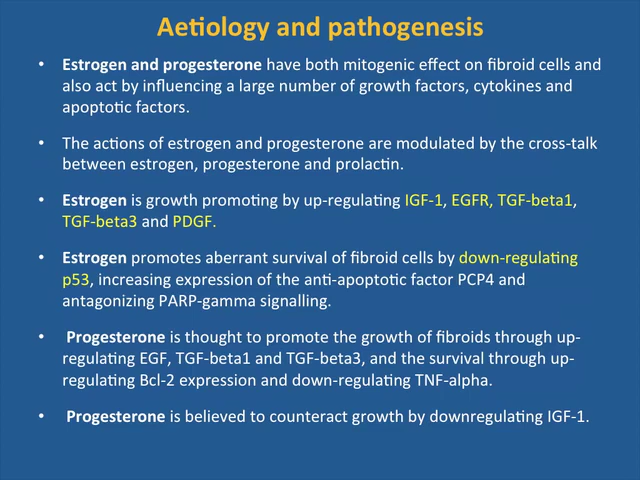 Aetiology and pathogenesis
• Estrogen and progesterone have both mitogenic effect on fibroid cells and
also act by influencing a large number of growth factors, cytokines and
apoptotic factors.
• The actions of estrogen and progesterone are modulated by the cross-talk
between estrogen, progesterone and prolactin.
• Estrogen is growth promoting by up-regulating IGF-1, EGFR, TGF-beta1,
TGF-beta3 and PDGF.
• Estrogen promotes aberrant survival of fibroid cells by down-regulating
p53, increasing expression of the anti-apoptotic factor PCP4 and
antagonizing PARP-gamma signalling.
• Progesterone is thought to promote the growth of fibroids through up-
regulating EGF, TGF-beta1 and TGF-beta3, and the survival through up-
regulating Bcl-2 expression and down-regulating TNF-alpha.
• Progesterone is believed to counteract growth by downregulating IGF-1.